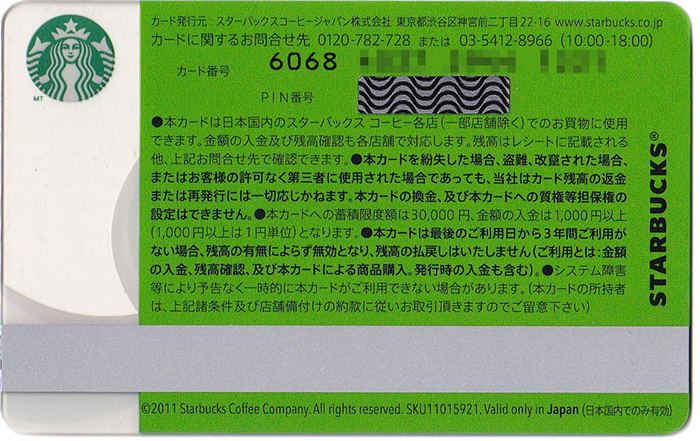 カード発行元：スターバックスコーヒージャパン株式会社 東京都渋谷区神宮前二丁目22-16 www.starbucks.co.jp
カードに関するお問合せ先 0120-782-728 または 03-5412-8966 (10:00-18:00)
カード番号 6068
MT
PIN番号
●本カードは日本国内のスターバックス コーヒー各店(一部店舗除く)でのお買物に使用
できます。金額の入金及び残高確認も各店舗で対応します。残高はレシートに記載される
他、上記お問合せ先で確認できます。●本カードを紛失した場合、盗難、改竄された場合、
またはお客様の許可なく第三者に使用された場合であっても、当社はカード残高の返金
または再発行には一切応じかねます。本カードの換金、及び本カードへの質権等担保権の
設定はできません。●本カードへの蓄積限度額は30,000円、金額の入金は1,000円以上
(1,000円以上は1円単位)となります。●本カードは最後のご利用日から3年間ご利用が
ない場合、残高の有無によらず無効となり、残高の払戻しはいたしません(ご利用とは：金額
の入金、残高確認、及び本カードによる商品購入。発行時の入金も含む)。●システム障害
等により予告なく一時的に本カードがご利用できない場合があります。(本カードの所持者
は、上記諸条件及び店舗備付けの約款に従いお取引頂きますのでご留意下さい)
STARBUCKS®
©2011 Starbucks Coffee Company. All rights reserved. SKU11015921. Valid only in Japan (日本国内でのみ有効)